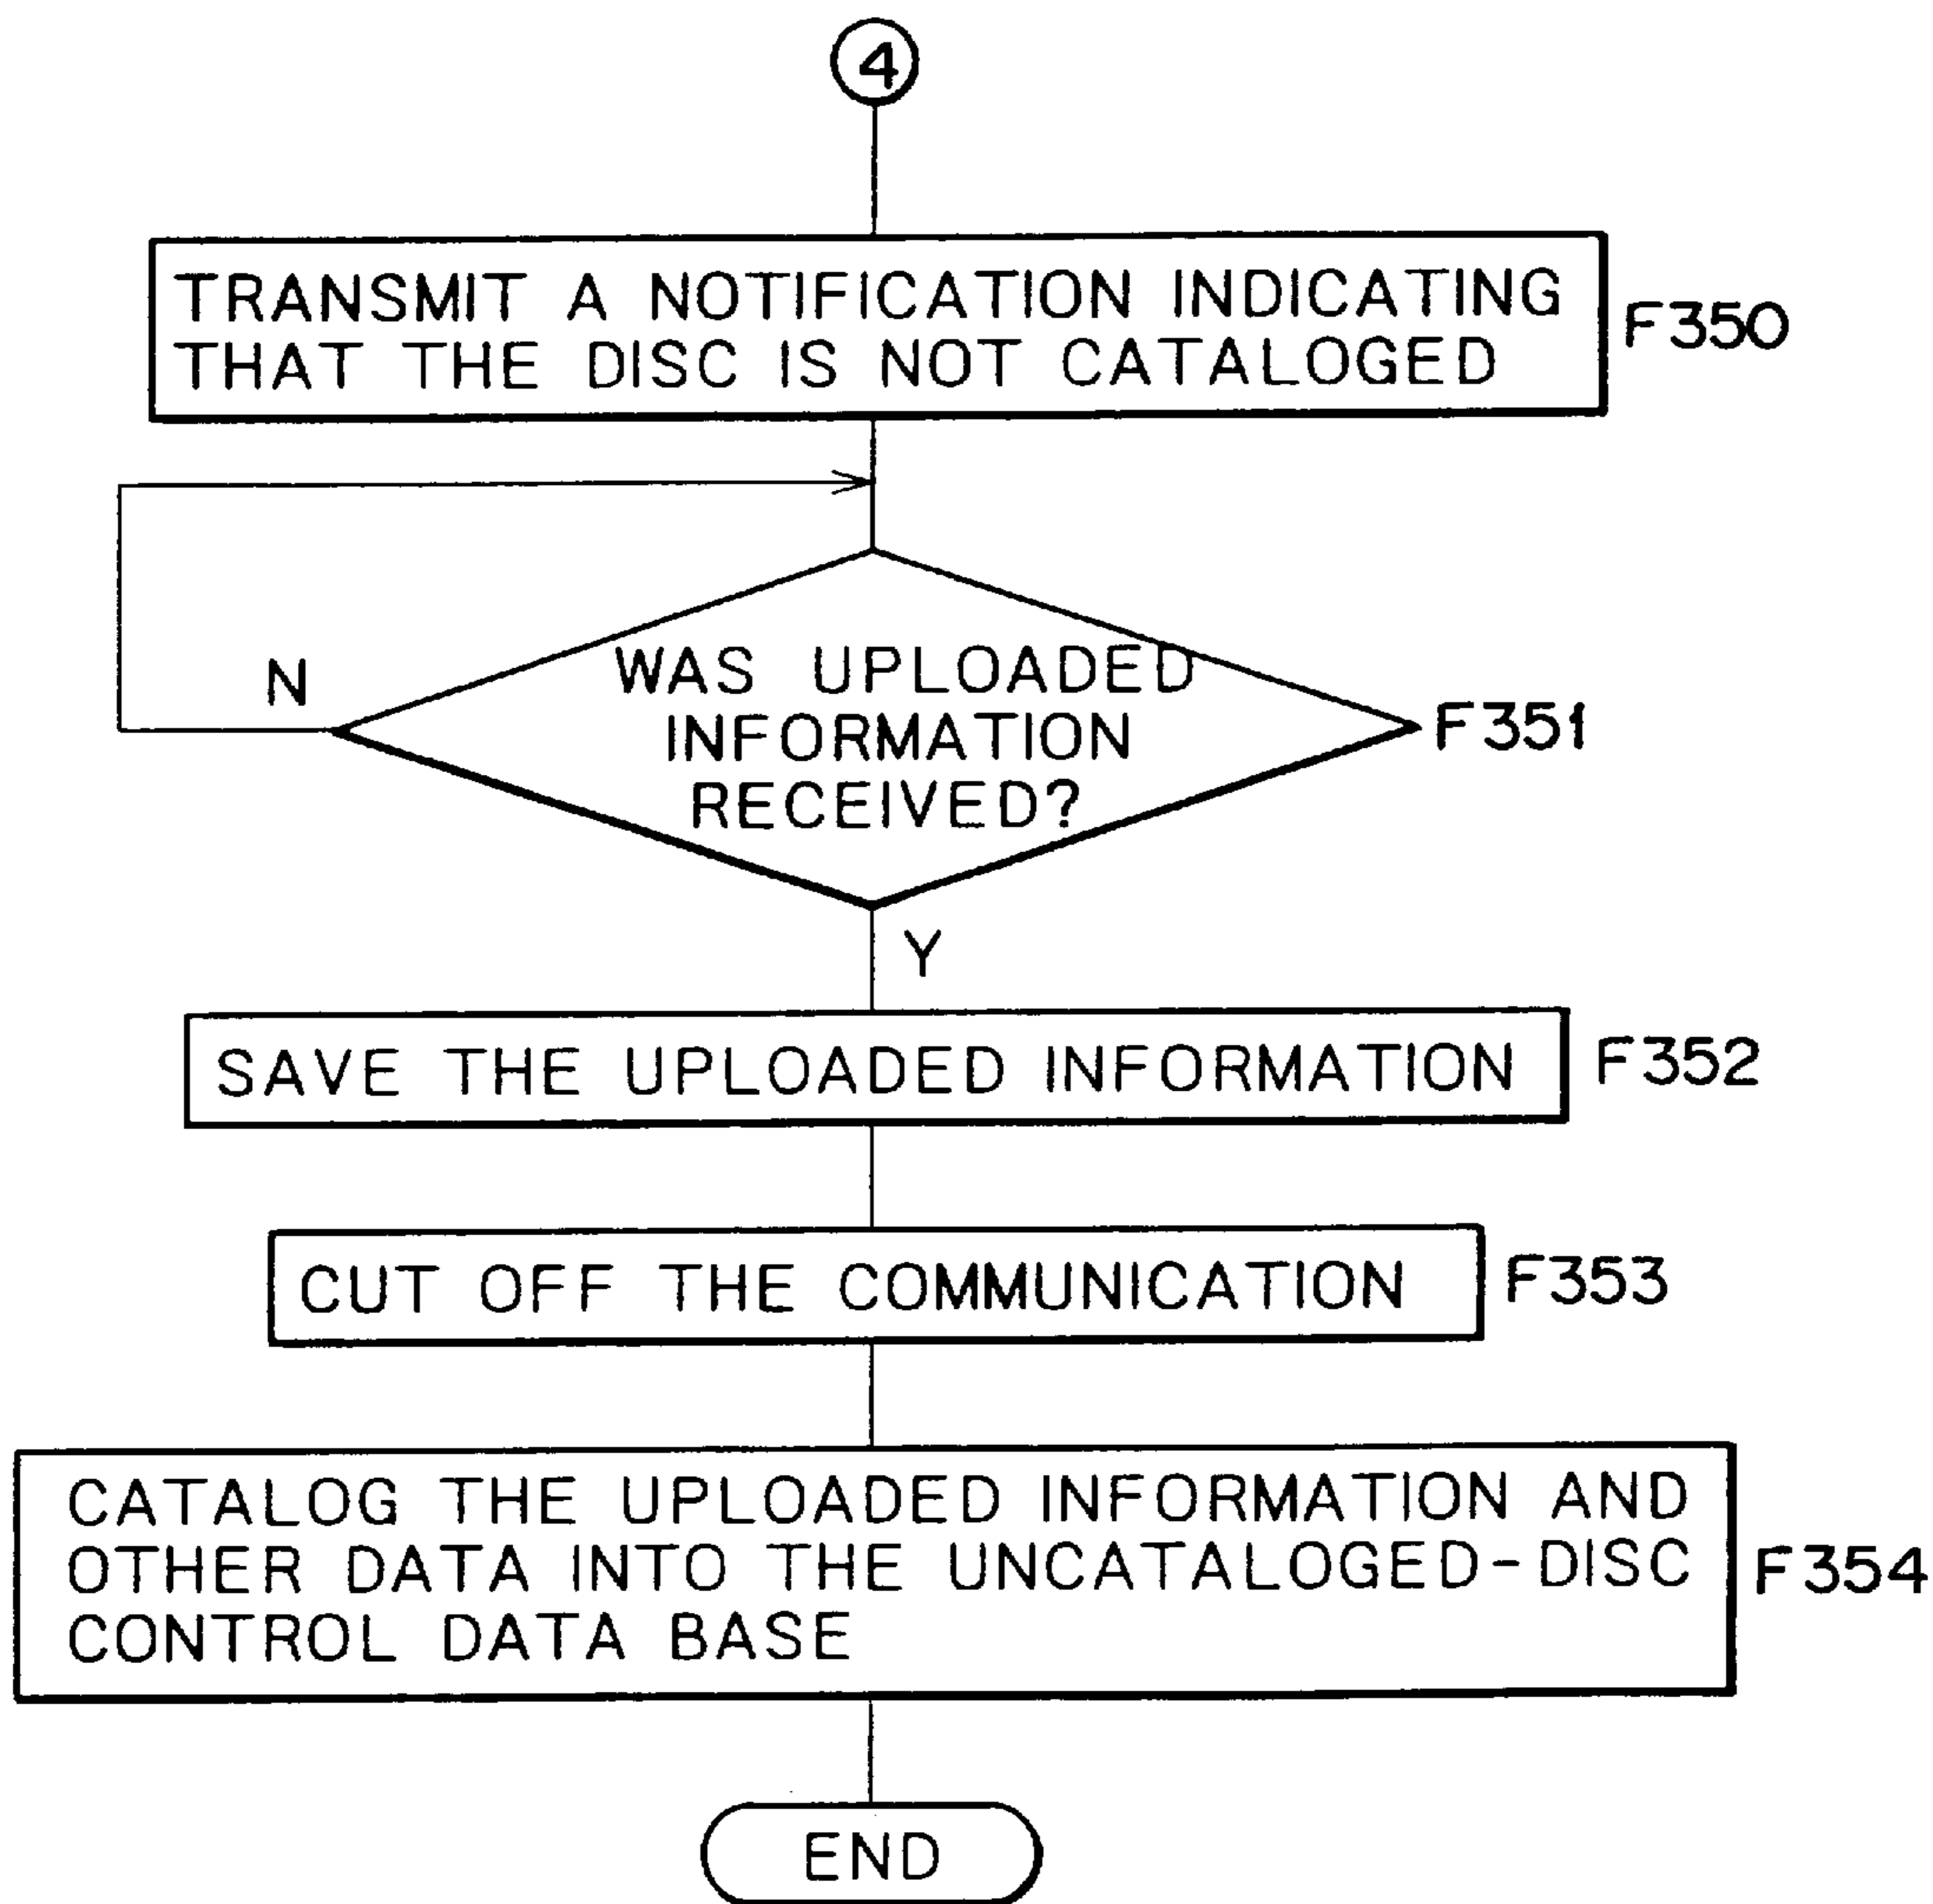 4
TRANSMIT A NOTIFICATION INDICATING
THAT THE DISC IS NOT CATALOGED
F350
N
WAS UPLOADED
INFORMATION
RECEIVED?
F351
Y
SAVE THE UPLOADED INFORMATION
F352
CUT OFF THE COMMUNICATION
F353
CATALOG THE UPLOADED INFORMATION AND
OTHER DATA INTO THE UNCATALOGED-DISC
CONTROL DATA BASE
F354
END